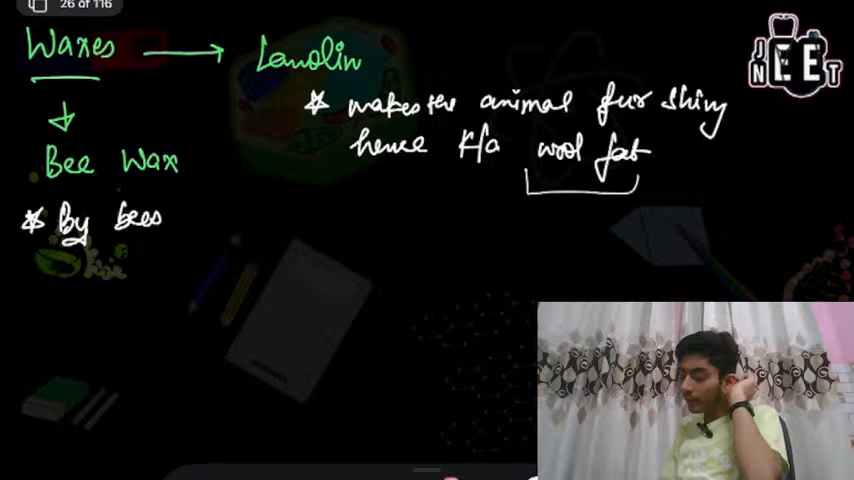 26 of 116
Waxes → Lanolin
* makes the animal fur shiny
hence K/a wool fat
Bee Wax
* By bees
J
NEET